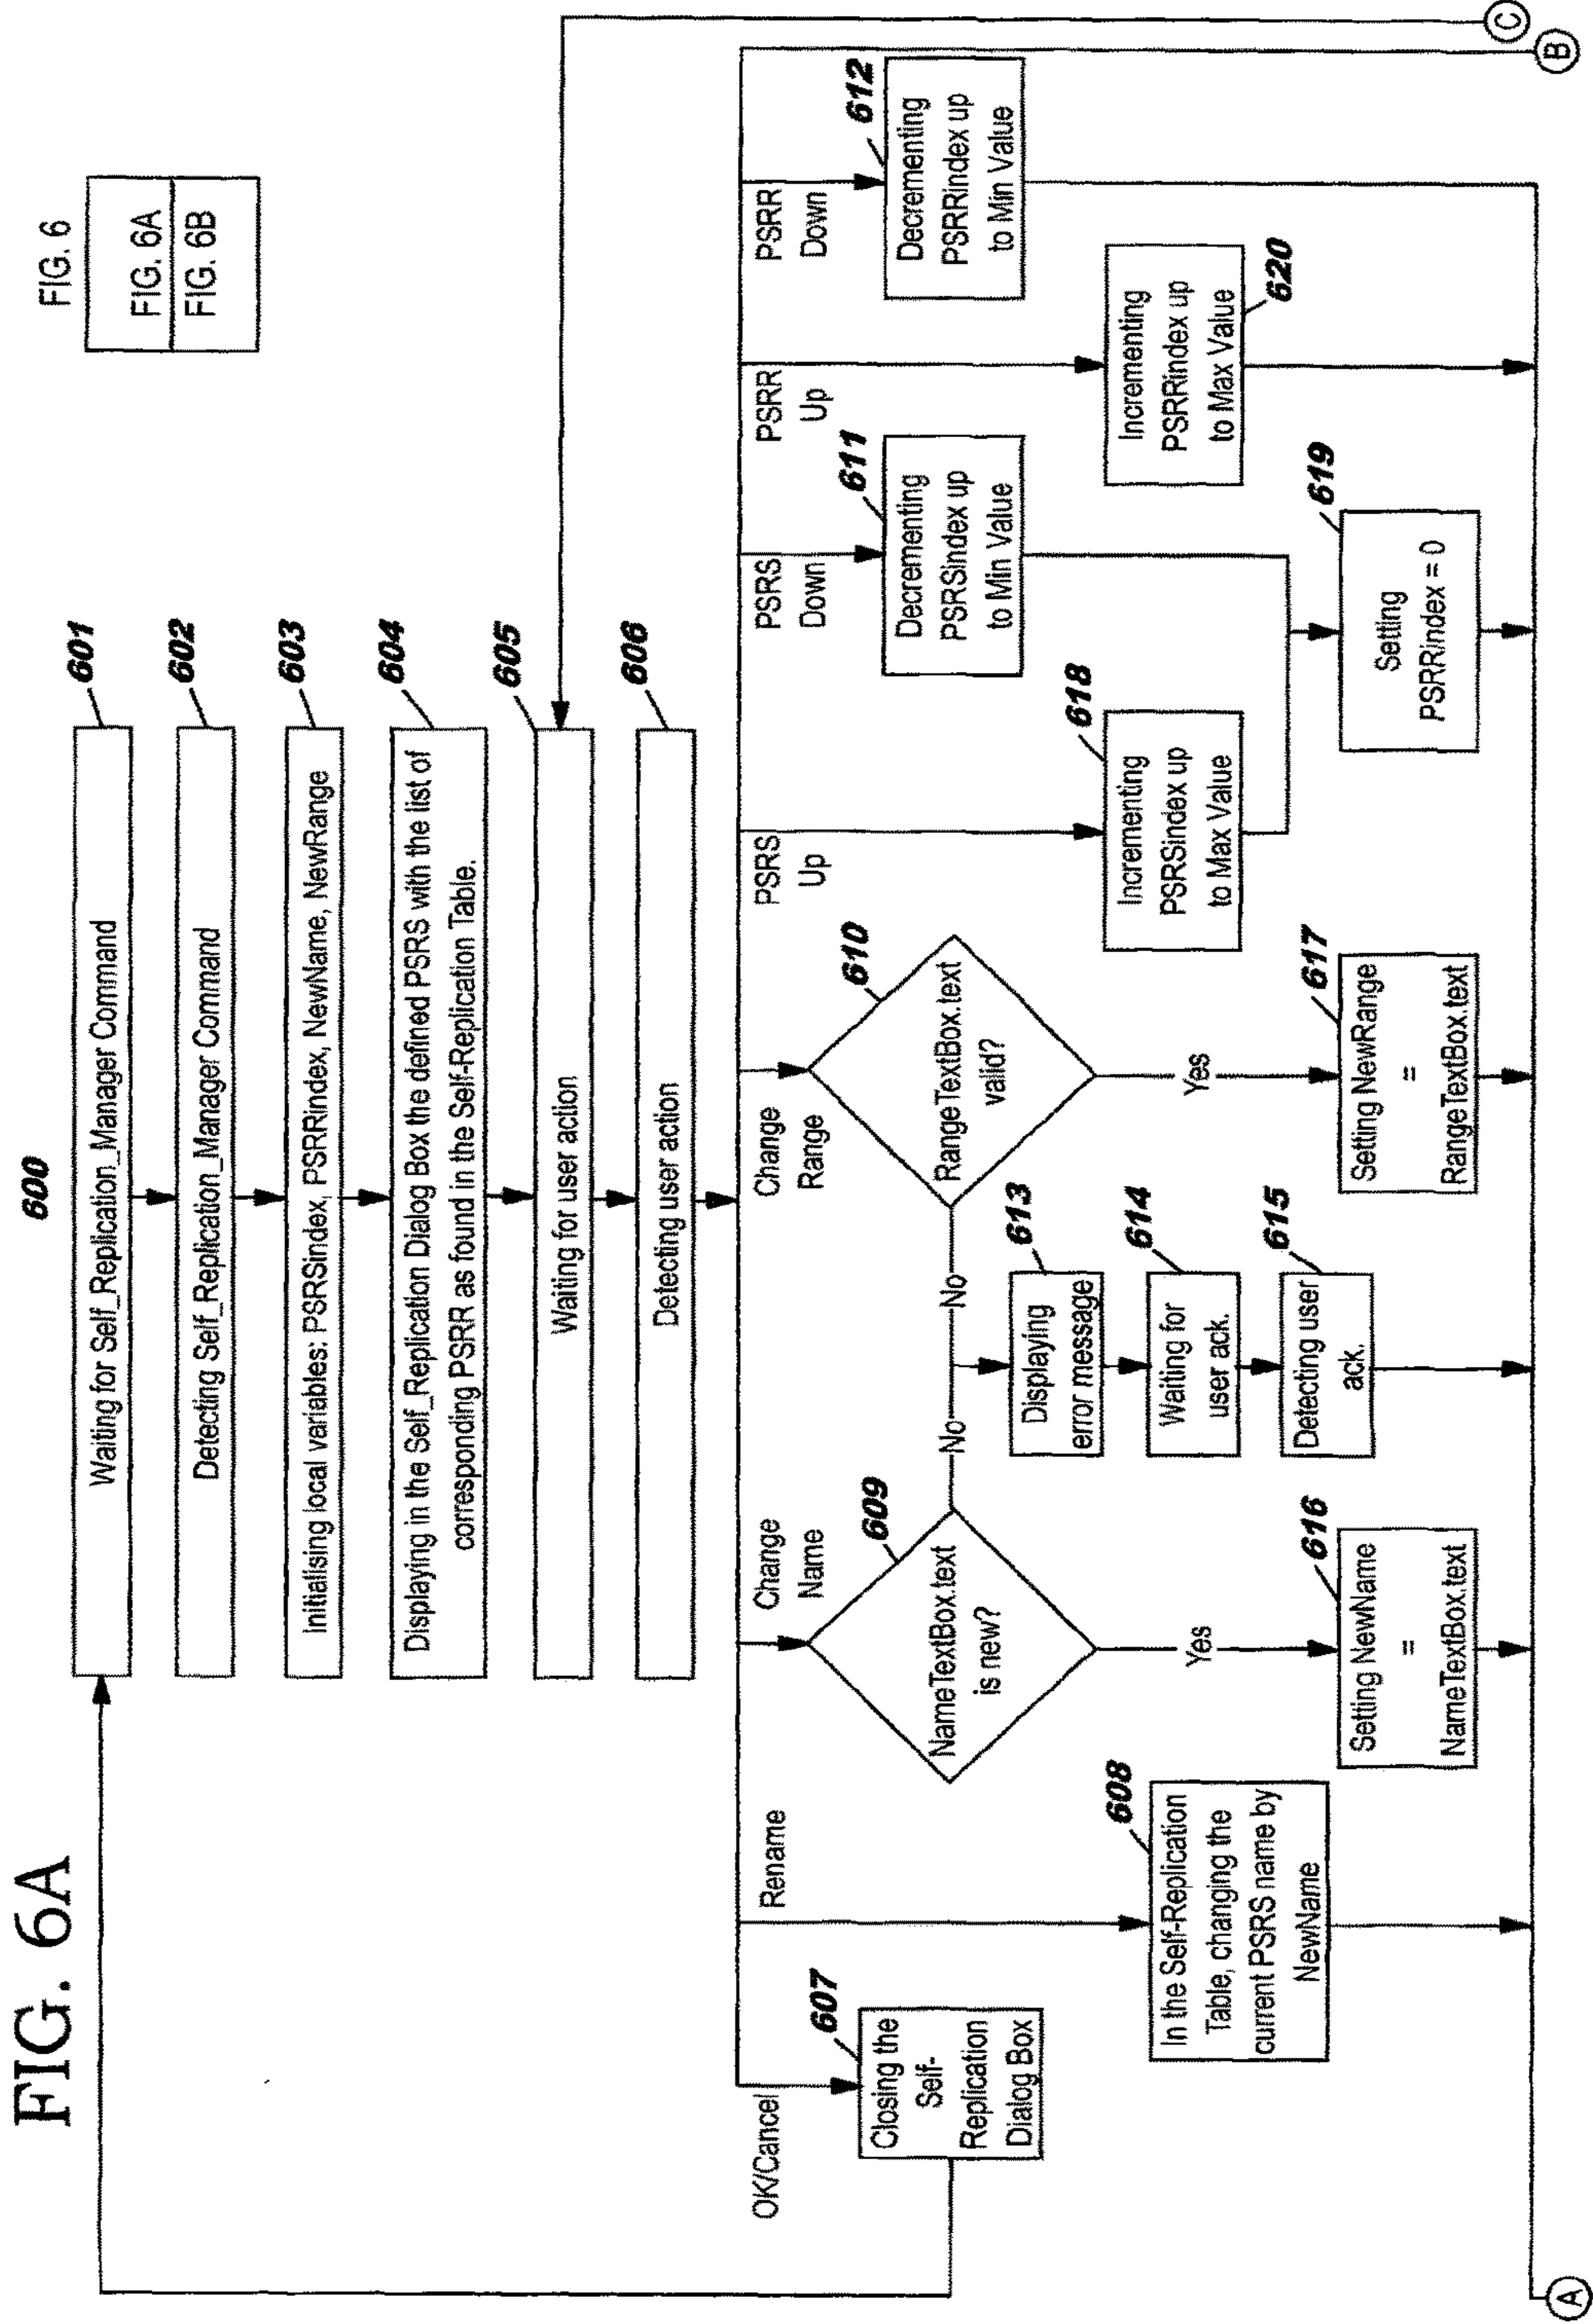 FIG. 6A
FIG. 6
FIG. 6A
FIG. 6B
600
Waiting for Self_Replication_Manager Command
601
Detecting Self_Replication_Manager Command
602
Initialising local variables: PSRSindex, PSRRindex, NewName, NewRange
603
Displaying in the Self_Replication Dialog Box the defined PSRS with the list of
corresponding PSRR as found in the Self-Replication Table.
604
Waiting for user action
605
Detecting user action
606
OK/Cancel
Closing the
Self-
Replication
Dialog Box
607
Rename
In the Self-Replication
Table, changing the
current PSRS name by
NewName
608
Change
Name
NameTextBox.text
is new?
609
No
Yes
Setting NewName
=
NameTextBox.text
616
Displaying
error message
613
Waiting for
user ack.
614
Detecting user
ack.
615
Change
Range
RangeTextBox.text
valid?
610
No
Yes
Setting NewRange
=
RangeTextBox.text
617
PSRS
Up
Incrementing
PSRSindex up
to Max Value
618
PSRS
Down
Decrementing
PSRSindex up
to Min Value
611
Setting
PSRRindex = 0
619
PSRR
Up
Incrementing
PSRRindex up
to Max Value
620
PSRR
Down
Decrementing
PSRRindex up
to Min Value
612
A
B
C